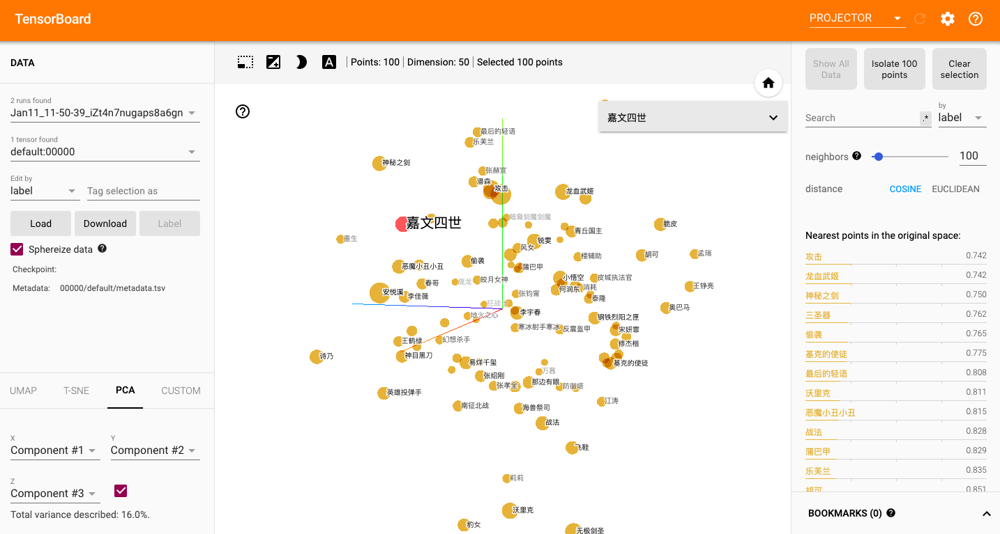 TensorBoard
PROJECTOR
DATA
2 runs found
Jan11_11-50-39_iZt4n7nugaps8a6gn
1 tensor found
default:00000
Edit by
label
Tag selection as
Load
Download
Label
Sphereize data
Checkpoint:
Metadata: 00000/default/metadata.tsv
UMAP
T-SNE
PCA
CUSTOM
X
Component #1
Y
Component #2
Z
Component #3
Total variance described: 16.0%.
Points: 100
Dimension: 50
Selected 100 points
嘉文四世
最后的轻语
乐芙兰
神秘之剑
张赫宣
潘森
攻击
龙血武姬
暗裔剑魔剑魔
嘉文四世
脆皮
青丘国主
重生
锐雯
风女
楼辅助
胡可
孟瑞
偷袭
恶魔小丑小丑
蒲巴甲
春哥
庞龙
皎月女神
小悟空
皮城执法官
王铮亮
安悦溪
李佳薇
张钧甯
何润东
消耗
泰隆
狂战士
奥巴马
李宇春
地火之心
钢铁烈阳之匣
寒冰射手寒冰
反震盔甲
宋妍霏
王鹤棣
幻想杀手
修杰楷
诗乃
神目黑刀
易烊千玺
基克的使徒
万茜
张绍刚
张孝全
那边有眼
防御塔
英雄投弹手
江涛
南征北战
海兽祭司
战法
飞鞋
莉莉
沃里克
豹女
无极剑圣
Show All Data
Isolate 100 points
Clear selection
Search
.*
by
label
neighbors
100
distance
COSINE
EUCLIDEAN
Nearest points in the original space:
攻击 0.742
龙血武姬 0.742
神秘之剑 0.750
三圣器 0.762
偷袭 0.765
基克的使徒 0.775
最后的轻语 0.808
沃里克 0.811
恶魔小丑小丑 0.815
战法 0.828
蒲巴甲 0.829
乐芙兰 0.835
胡可 0.851
BOOKMARKS (0)